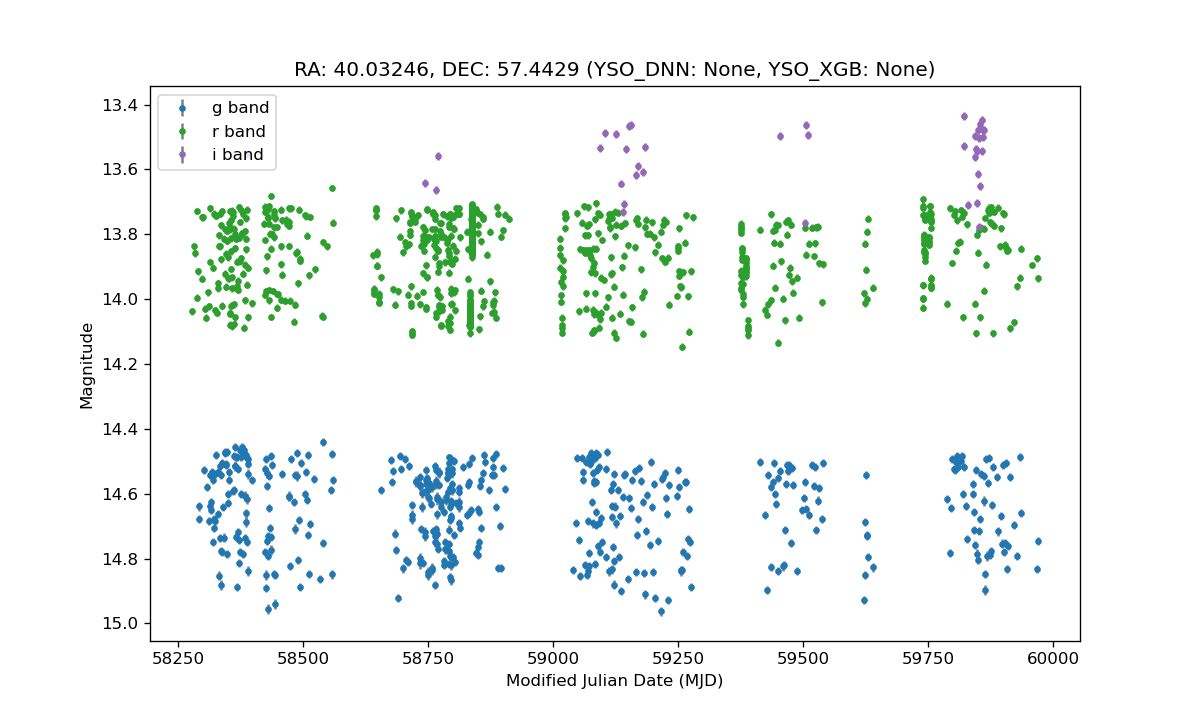 RA: 40.03246, DEC: 57.4429 (YSO_DNN: None, YSO_XGB: None)
g band
r band
i band
13.4
13.6
13.8
14.0
14.2
14.4
14.6
14.8
15.0
Magnitude
58250 58500 58750 59000 59250 59500 59750 60000
Modified Julian Date (MJD)